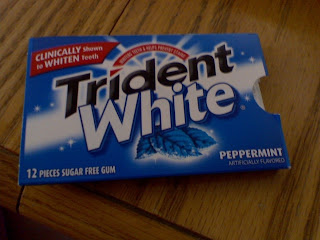 CLINICALLY Shown
to WHITEN Teeth
Trident
White
PEPPERMINT
ARTIFICIALLY FLAVORED
12 PIECES SUGAR FREE GUM